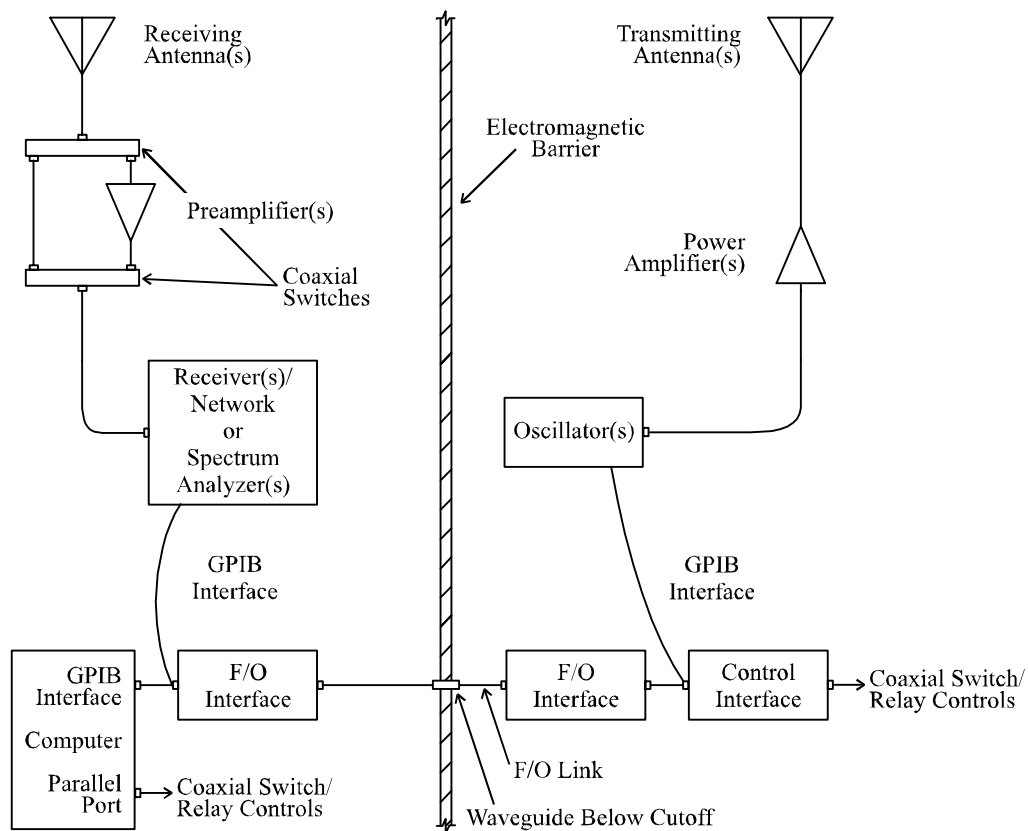 Receiving
Antenna(s)
Transmitting
Antenna(s)
Electromagnetic
Barrier
Preamplifier(s)
Power
Amplifier(s)
Coaxial
Switches
Receiver(s)/
Network
or
Spectrum
Analyzer(s)
Oscillator(s)
GPIB
Interface
GPIB
Interface
GPIB
Interface
Computer
Parallel
Port
F/O
Interface
F/O
Interface
Control
Interface
Coaxial Switch/
Relay Controls
F/O Link
Coaxial Switch/
Relay Controls
Waveguide Below Cutoff